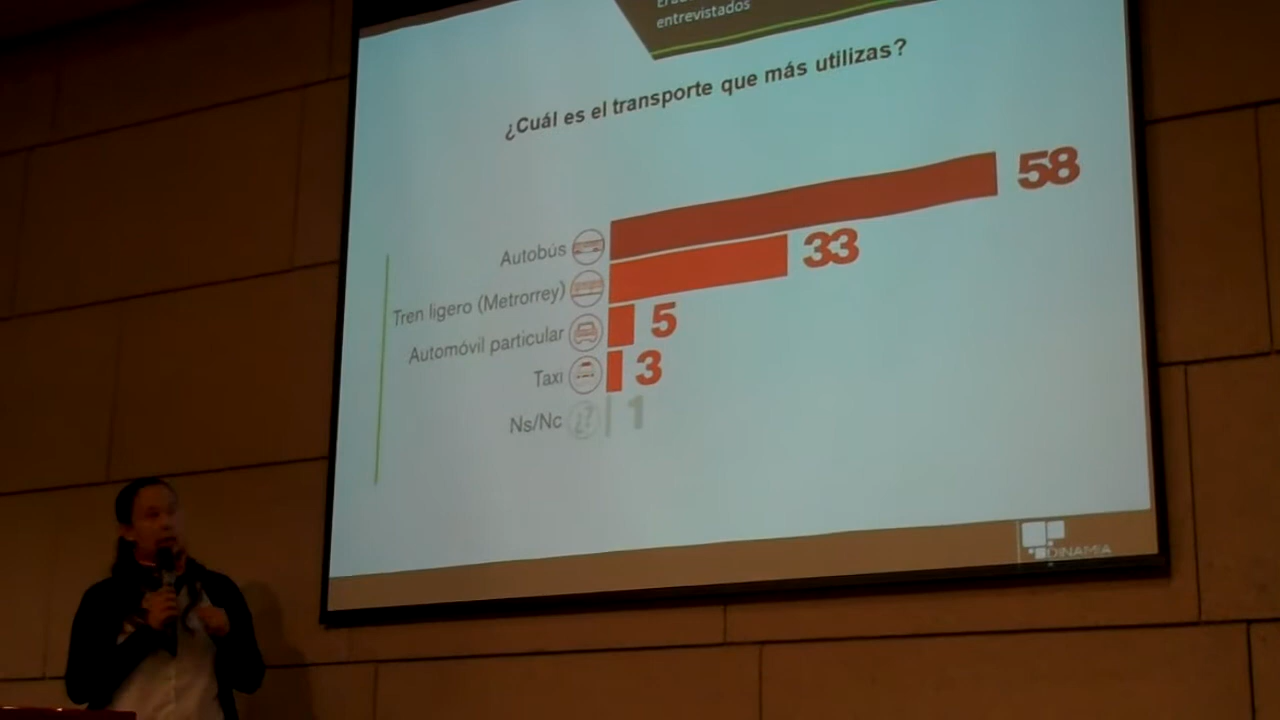 entrevistados
¿Cuál es el transporte que más utilizas?
Autobús 58
Tren ligero (Metrorrey) 33
Automóvil particular 5
Taxi 3
Ns/Nc ¿? 1
DINAMIA